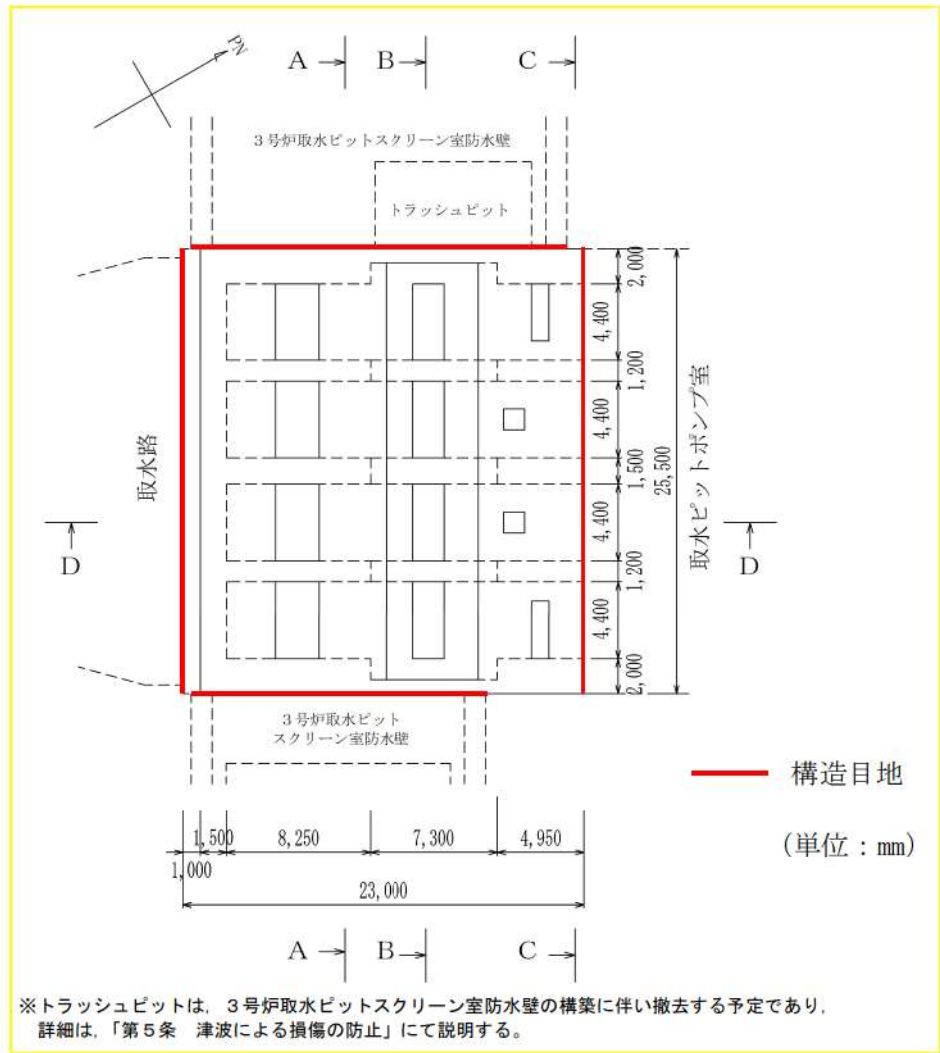 PN
A
B
C
3号炉取水ピットスクリーン室防水壁
トラッシュピット
2,000
4,400
1,200
4,400
1,500
4,400
1,200
4,400
2,000
25,500
取水路
取水ピットポンプ室
D
D
3号炉取水ピット
スクリーン室防水壁
構造目地
(単位:mm)
1,500
8,250
7,300
4,950
1,000
23,000
A
B
C
※トラッシュピットは,3号炉取水ピットスクリーン室防水壁の構築に伴い撤去する予定であり,
詳細は,「第5条 津波による損傷の防止」にて説明する。